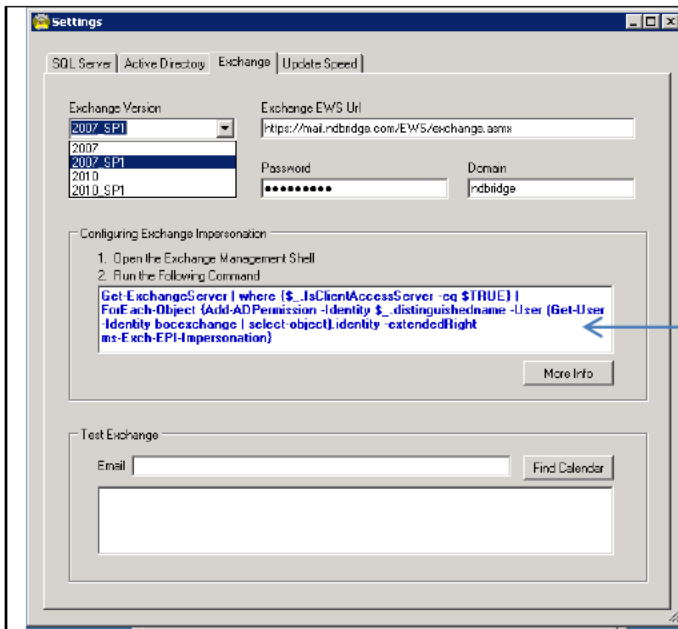 Settings
SQL Server Active Directory Exchange Update Speed
Exchange Version Exchange EWS Url
2007_SP1 https://mail.ndbridge.com/EWS/exchange.asmx
2007
2007_SP1
2010
2010_SP1
Password Domain
●●●●●●●●● ndbridge
Configuring Exchange Impersonation
1. Open the Exchange Management Shell
2. Run the Following Command
Get-ExchangeServer | where {$_.IsClientAccessServer -eq $TRUE} |
ForEach-Object {Add-ADPermission -Identity $_.distinguishedname -User (Get-User
-Identity bocexchange | select-object).identity -extendedRight
ms-Exch-EPI-Impersonation}
More Info
Test Exchange
Email Find Calendar